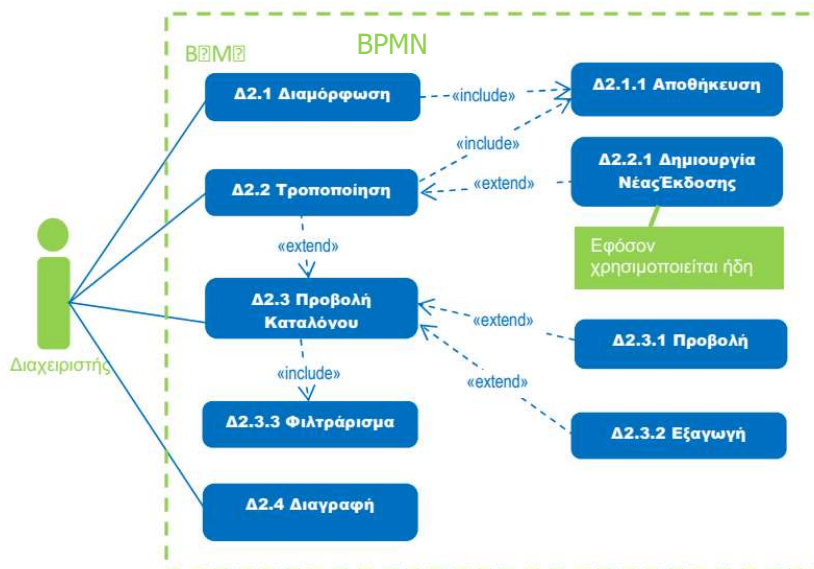 BPMN
Δ2.1 Διαμόρφωση
«include»
Δ2.1.1 Αποθήκευση
«include»
Δ2.2 Τροποποίηση
«extend»
Δ2.2.1 Δημιουργία
ΝέαςΈκδοσης
Εφόσον
χρησιμοποιείται ήδη
«extend»
Δ2.3 Προβολή
Καταλόγου
«extend»
Δ2.3.1 Προβολή
Διαχειριστής
«include»
«extend»
Δ2.3.3 Φιλτράρισμα
Δ2.3.2 Εξαγωγή
Δ2.4 Διαγραφή